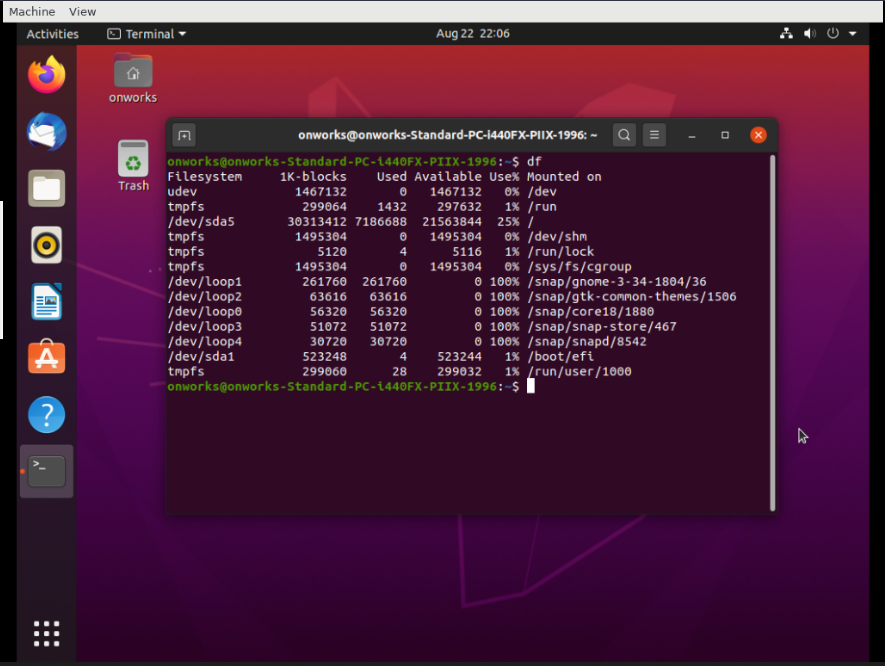 Machine View
Activities Terminal Aug 22 22:06
onworks
Trash
onworks@onworks-Standard-PC-i440FX-PIIX-1996: ~
onworks@onworks-Standard-PC-i440FX-PIIX-1996:~$ df
Filesystem 1K-blocks Used Available Use% Mounted on
udev 1467132 0 1467132 0% /dev
tmpfs 299064 1432 297632 1% /run
/dev/sda5 30313412 7186688 21563844 25% /
tmpfs 1495304 0 1495304 0% /dev/shm
tmpfs 5120 4 5116 1% /run/lock
tmpfs 1495304 0 1495304 0% /sys/fs/cgroup
/dev/loop1 261760 261760 0 100% /snap/gnome-3-34-1804/36
/dev/loop2 63616 63616 0 100% /snap/gtk-common-themes/1506
/dev/loop0 56320 56320 0 100% /snap/core18/1880
/dev/loop3 51072 51072 0 100% /snap/snap-store/467
/dev/loop4 30720 30720 0 100% /snap/snapd/8542
/dev/sda1 523248 4 523244 1% /boot/efi
tmpfs 299060 28 299032 1% /run/user/1000
onworks@onworks-Standard-PC-i440FX-PIIX-1996:~$